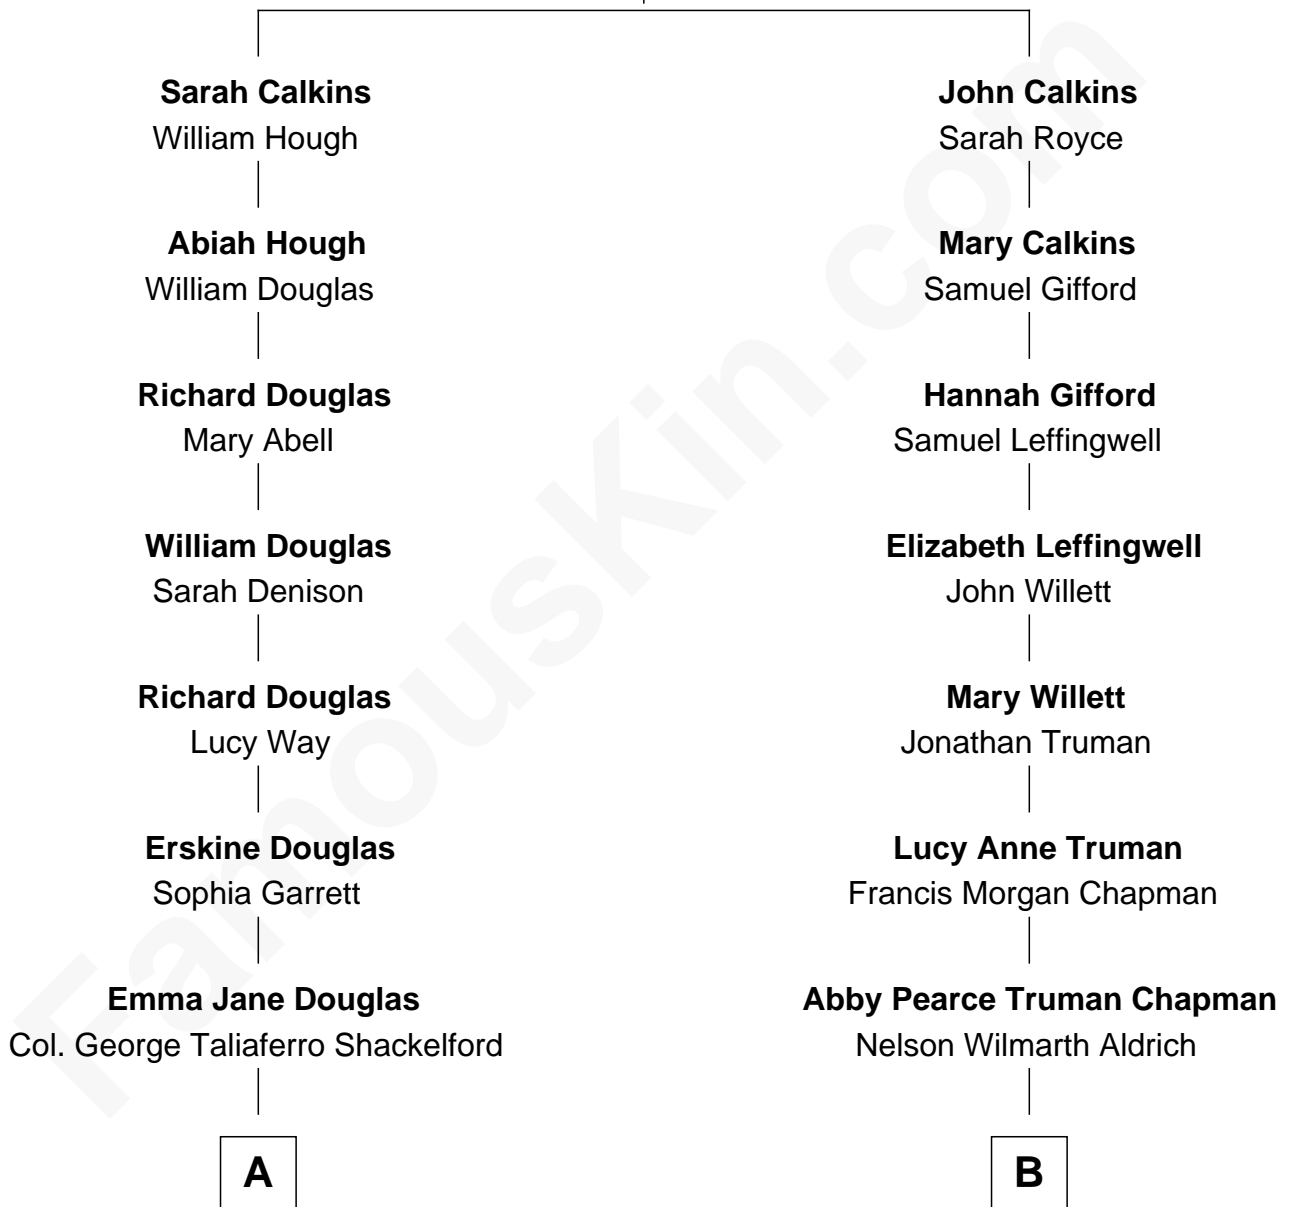 Sarah Calkins
William Hough
Abiah Hough
William Douglas
Richard Douglas
Mary Abell
William Douglas
Sarah Denison
Richard Douglas
Lucy Way
Erskine Douglas
Sophia Garrett
Emma Jane Douglas
Col. George Taliaferro Shackelford
A
John Calkins
Sarah Royce
Mary Calkins
Samuel Gifford
Hannah Gifford
Samuel Leffingwell
Elizabeth Leffingwell
John Willett
Mary Willett
Jonathan Truman
Lucy Anne Truman
Francis Morgan Chapman
Abby Pearce Truman Chapman
Nelson Wilmarth Aldrich
B
FamousKin.com